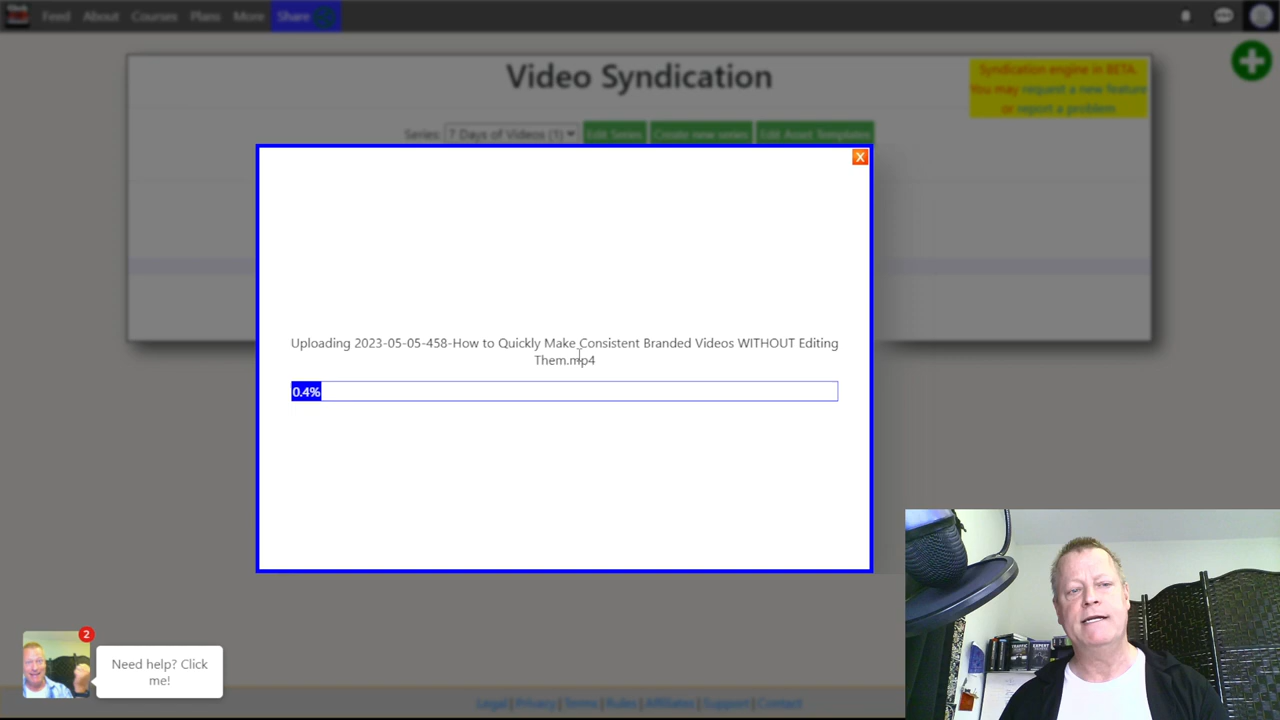 Feed About Courses Plans More Share
Video Syndication
Syndication engine in BETA.
You may request a new feature
or report a problem
Series: 7 Days of Videos (1) Edit Series Create new series Edit Asset Templates
X
Uploading 2023-05-05-458-How to Quickly Make Consistent Branded Videos WITHOUT Editing
Them.mp4
0.4%
2
Need help? Click
me!
Legal | Privacy | Terms | Rules | Affiliates | Support | Contact